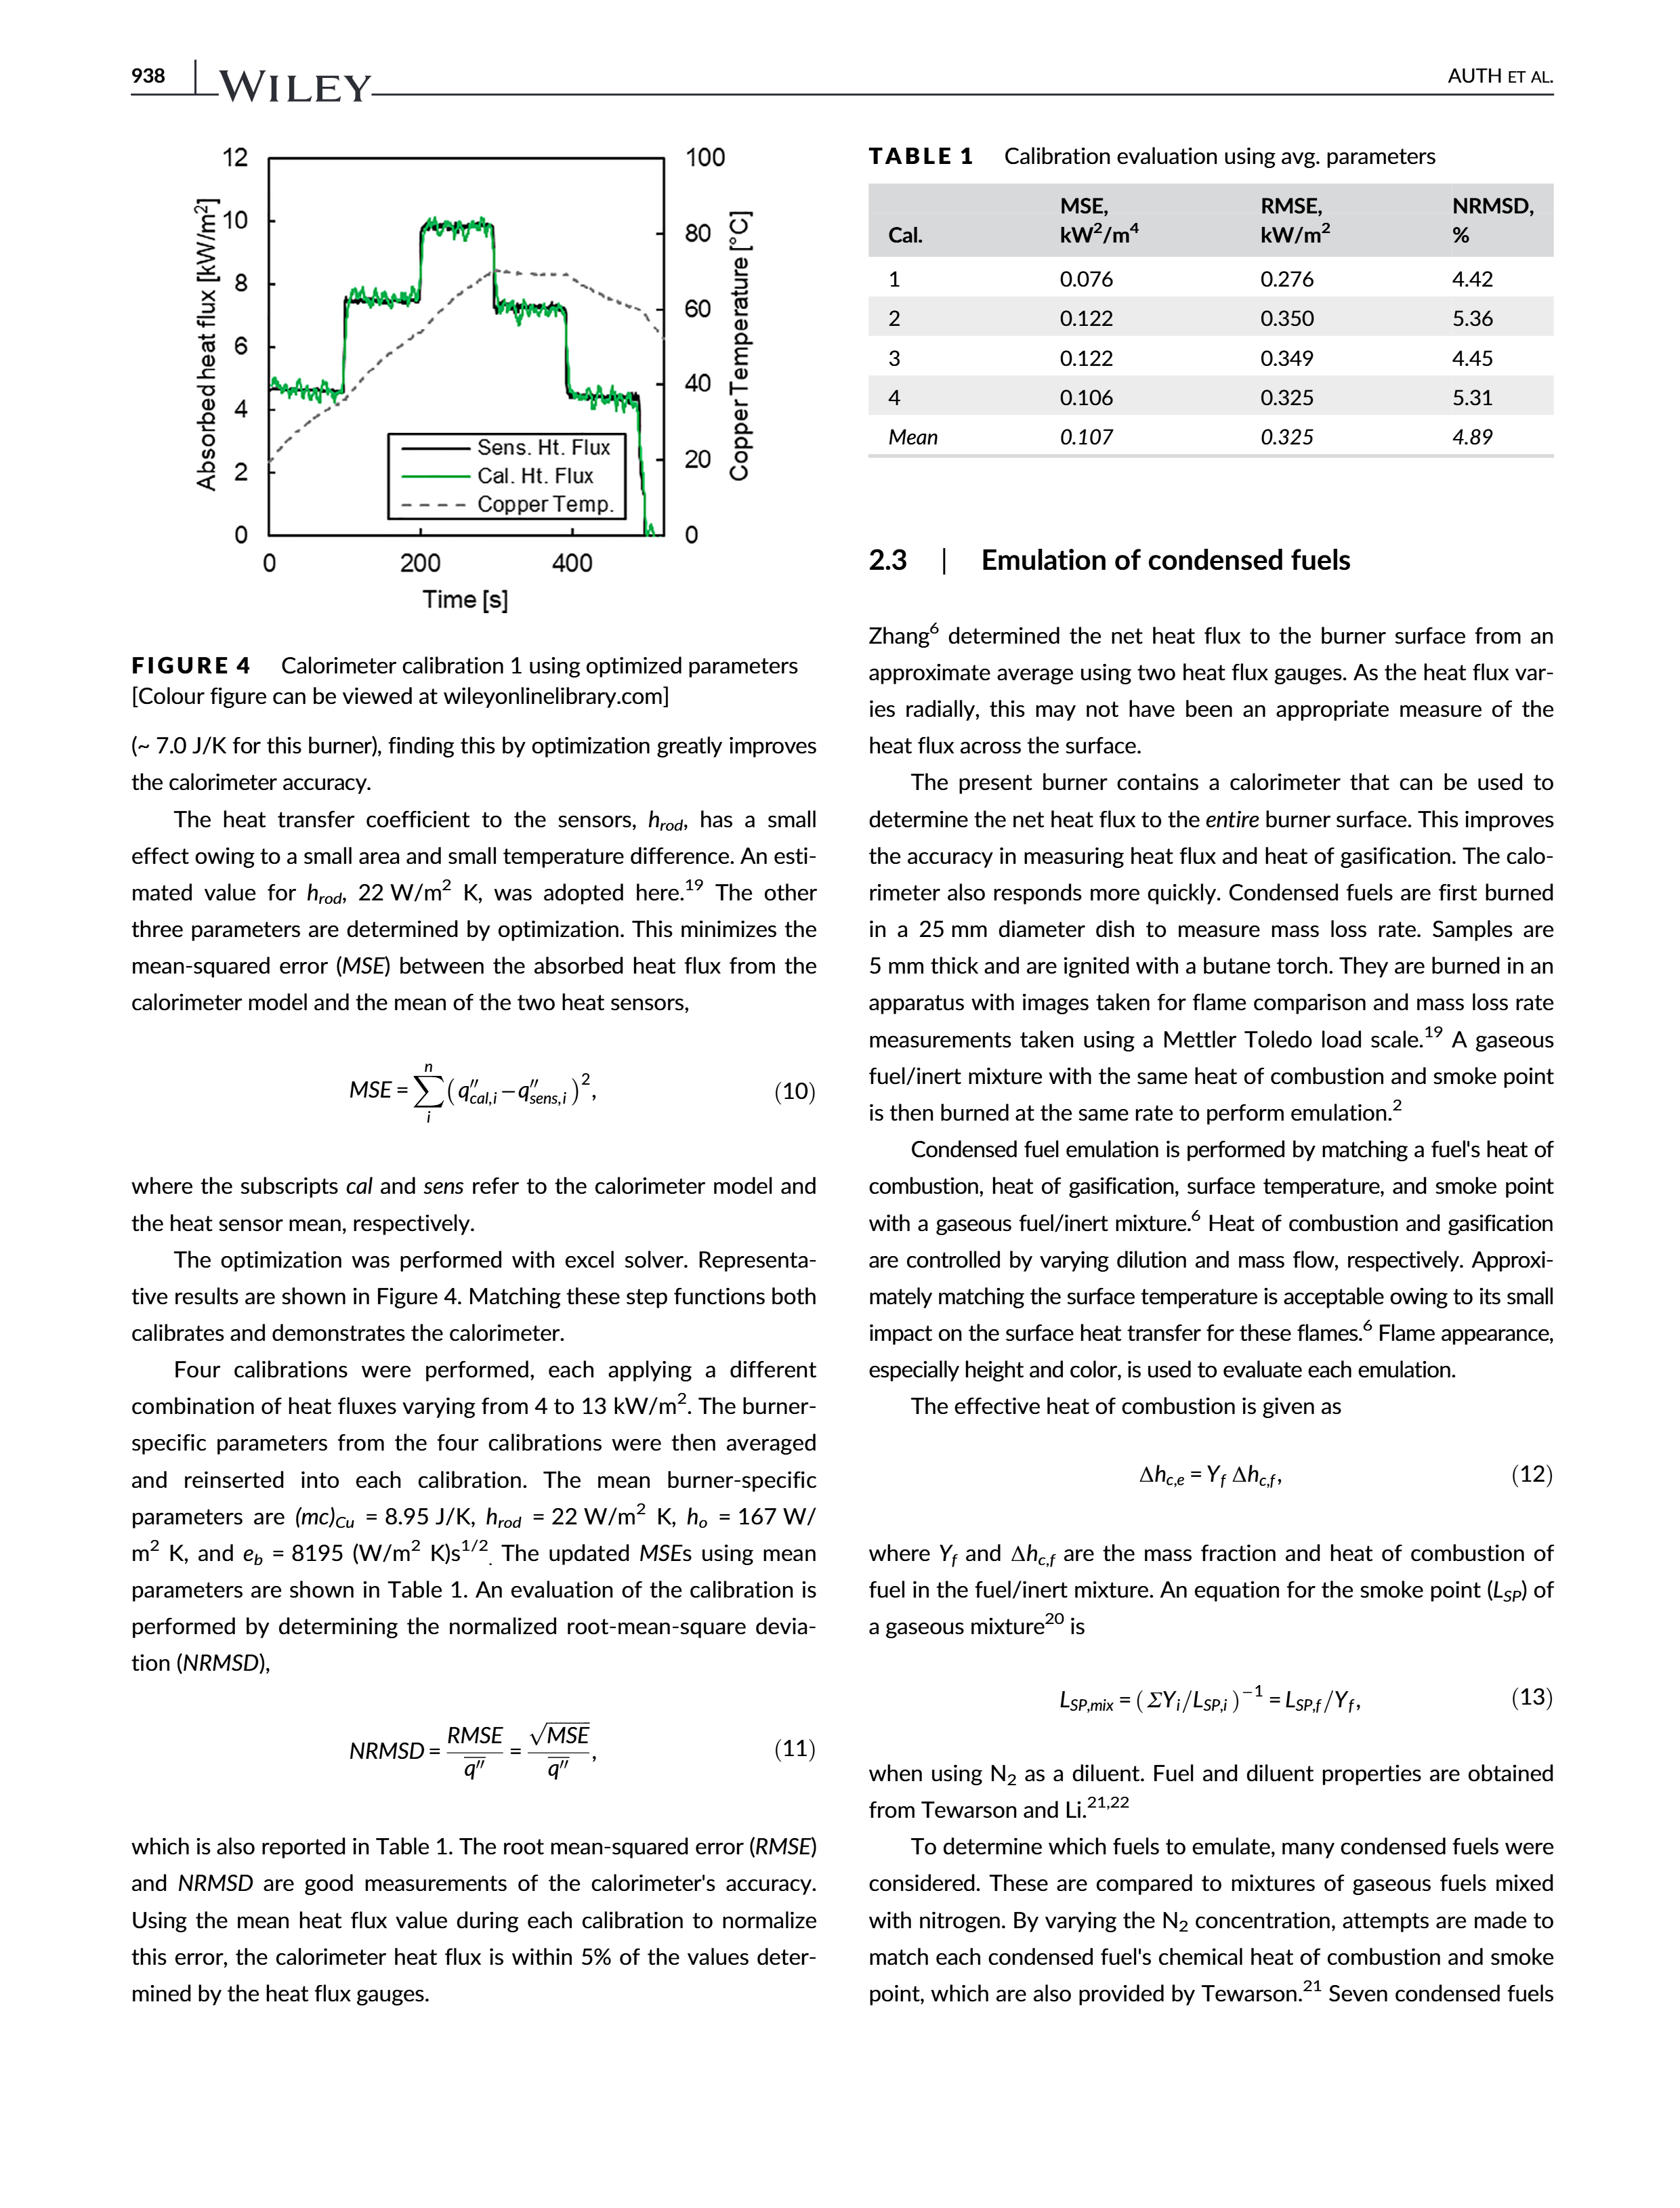 938
WILEY
AUTH ET AL.
12
10
8
6
4
2
0
Absorbed heat flux [kW/m²]
100
80
60
40
20
0
Copper Temperature [°C]
Sens. Ht. Flux
Cal. Ht. Flux
Copper Temp.
0 200 400
Time [s]
FIGURE 4 Calorimeter calibration 1 using optimized parameters
[Colour figure can be viewed at wileyonlinelibrary.com]
(~ 7.0 J/K for this burner), finding this by optimization greatly improves
the calorimeter accuracy.
The heat transfer coefficient to the sensors, h_rod, has a small
effect owing to a small area and small temperature difference. An esti-
mated value for h_rod, 22 W/m² K, was adopted here.¹⁹ The other
three parameters are determined by optimization. This minimizes the
mean-squared error (MSE) between the absorbed heat flux from the
calorimeter model and the mean of the two heat sensors,
MSE = ∑_i^n (q″_cal,i − q″_sens,i)², (10)
where the subscripts cal and sens refer to the calorimeter model and
the heat sensor mean, respectively.
The optimization was performed with excel solver. Representa-
tive results are shown in Figure 4. Matching these step functions both
calibrates and demonstrates the calorimeter.
Four calibrations were performed, each applying a different
combination of heat fluxes varying from 4 to 13 kW/m². The burner-
specific parameters from the four calibrations were then averaged
and reinserted into each calibration. The mean burner-specific
parameters are (mc)_Cu = 8.95 J/K, h_rod = 22 W/m² K, h_o = 167 W/
m² K, and e_b = 8195 (W/m² K)s^1/2. The updated MSEs using mean
parameters are shown in Table 1. An evaluation of the calibration is
performed by determining the normalized root-mean-square devia-
tion (NRMSD),
NRMSD = RMSE/q̅″ = √MSE/q̅″, (11)
which is also reported in Table 1. The root mean-squared error (RMSE)
and NRMSD are good measurements of the calorimeter's accuracy.
Using the mean heat flux value during each calibration to normalize
this error, the calorimeter heat flux is within 5% of the values deter-
mined by the heat flux gauges.
TABLE 1 Calibration evaluation using avg. parameters
Cal. MSE, kW²/m⁴ RMSE, kW/m² NRMSD, %
1 0.076 0.276 4.42
2 0.122 0.350 5.36
3 0.122 0.349 4.45
4 0.106 0.325 5.31
Mean 0.107 0.325 4.89
2.3 | Emulation of condensed fuels
Zhang⁶ determined the net heat flux to the burner surface from an
approximate average using two heat flux gauges. As the heat flux var-
ies radially, this may not have been an appropriate measure of the
heat flux across the surface.
The present burner contains a calorimeter that can be used to
determine the net heat flux to the entire burner surface. This improves
the accuracy in measuring heat flux and heat of gasification. The calo-
rimeter also responds more quickly. Condensed fuels are first burned
in a 25 mm diameter dish to measure mass loss rate. Samples are
5 mm thick and are ignited with a butane torch. They are burned in an
apparatus with images taken for flame comparison and mass loss rate
measurements taken using a Mettler Toledo load scale.¹⁹ A gaseous
fuel/inert mixture with the same heat of combustion and smoke point
is then burned at the same rate to perform emulation.²
Condensed fuel emulation is performed by matching a fuel's heat of
combustion, heat of gasification, surface temperature, and smoke point
with a gaseous fuel/inert mixture.⁶ Heat of combustion and gasification
are controlled by varying dilution and mass flow, respectively. Approxi-
mately matching the surface temperature is acceptable owing to its small
impact on the surface heat transfer for these flames.⁶ Flame appearance,
especially height and color, is used to evaluate each emulation.
The effective heat of combustion is given as
Δh_c,e = Y_f Δh_c,f, (12)
where Y_f and Δh_c,f are the mass fraction and heat of combustion of
fuel in the fuel/inert mixture. An equation for the smoke point (L_SP) of
a gaseous mixture²⁰ is
L_SP,mix = (ΣY_i/L_SP,i)⁻¹ = L_SP,f/Y_f, (13)
when using N₂ as a diluent. Fuel and diluent properties are obtained
from Tewarson and Li.²¹,²²
To determine which fuels to emulate, many condensed fuels were
considered. These are compared to mixtures of gaseous fuels mixed
with nitrogen. By varying the N₂ concentration, attempts are made to
match each condensed fuel's chemical heat of combustion and smoke
point, which are also provided by Tewarson.²¹ Seven condensed fuels